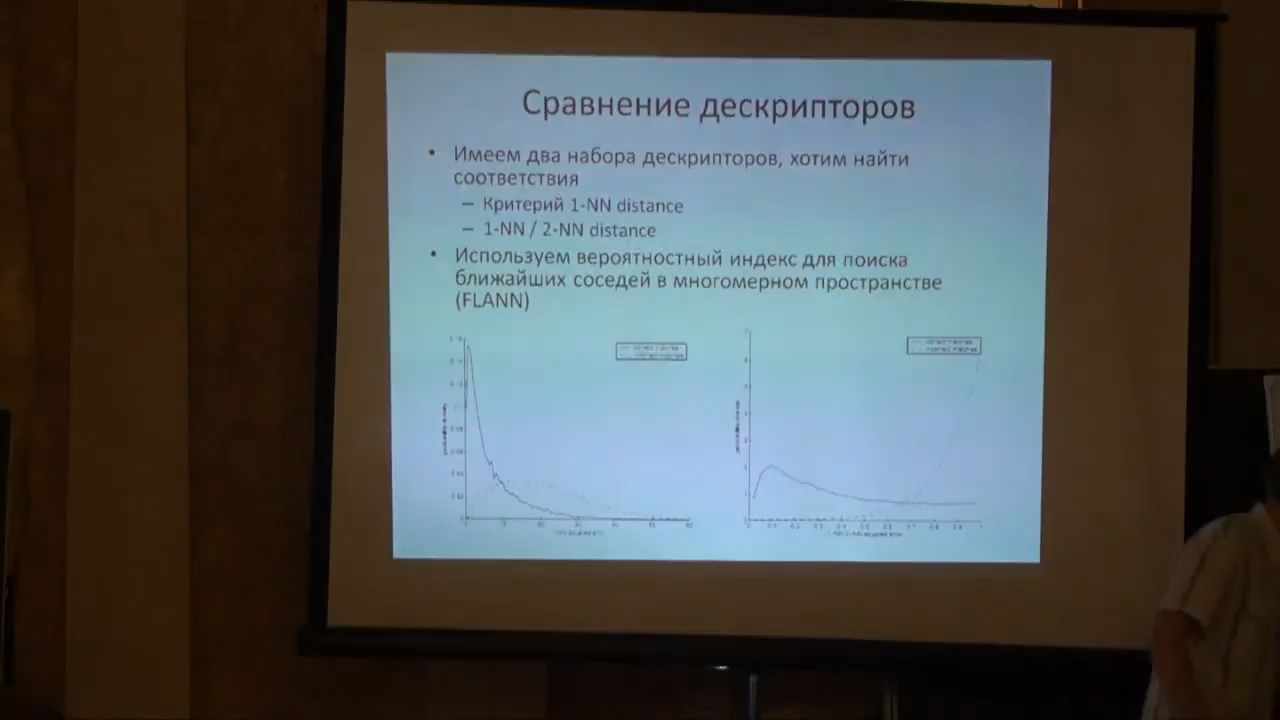 Сравнение дескрипторов
• Имеем два набора дескрипторов, хотим найти
соответствия
– Критерий 1-NN distance
– 1-NN / 2-NN distance
• Используем вероятностный индекс для поиска
ближайших соседей в многомерном пространстве
(FLANN)